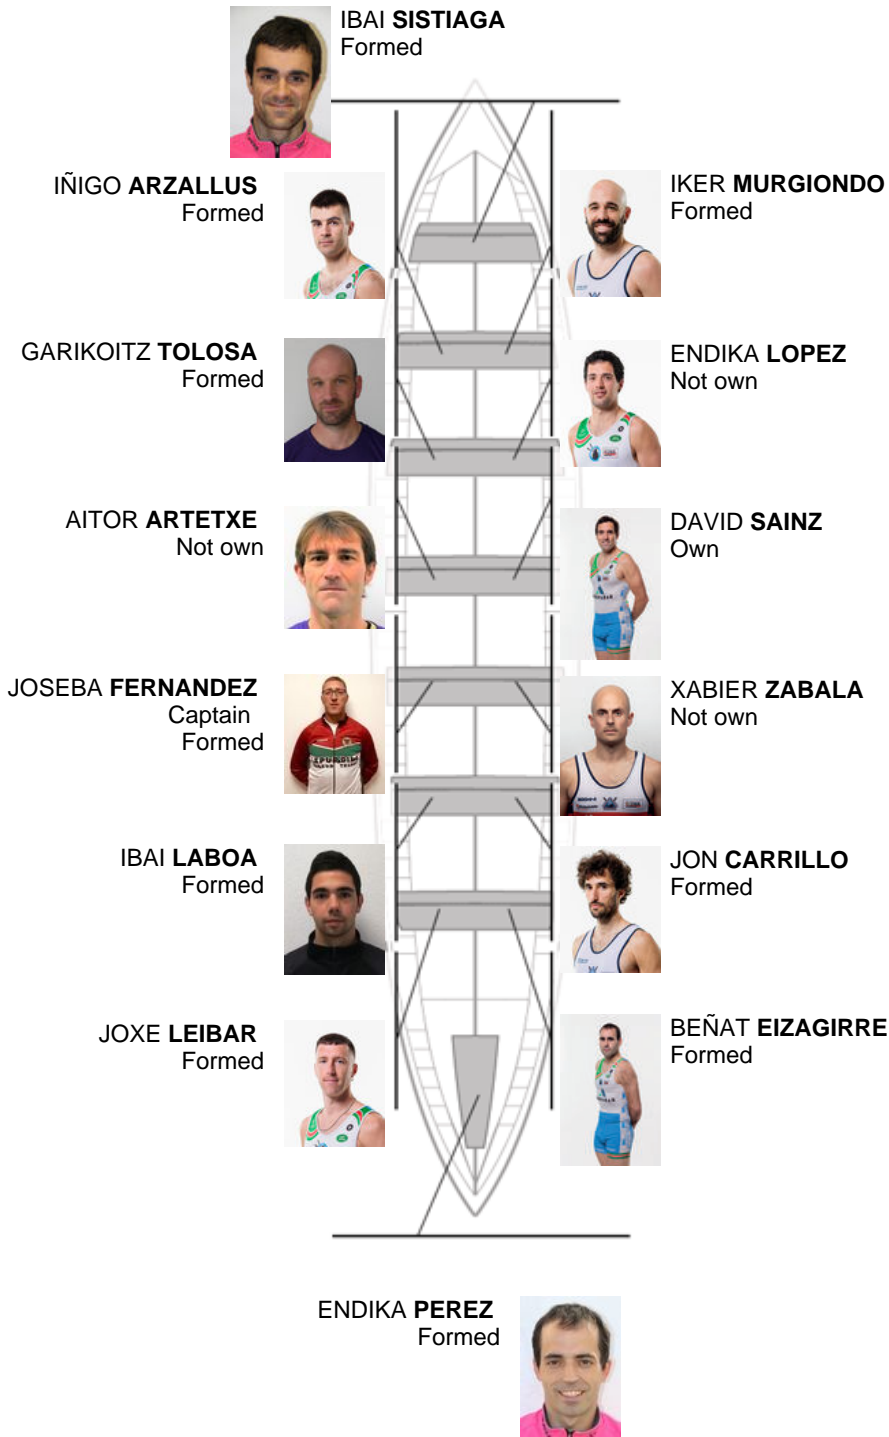 IBAI SISTIAGA
Formed
IÑIGO ARZALLUS
Formed
IKER MURGIONDO
Formed
GARIKOITZ TOLOSA
Formed
ENDIKA LOPEZ
Not own
AITOR ARTETXE
Not own
DAVID SAINZ
Own
JOSEBA FERNANDEZ
Captain
Formed
XABIER ZABALA
Not own
IBAI LABOA
Formed
JON CARRILLO
Formed
JOXE LEIBAR
Formed
BEÑAT EIZAGIRRE
Formed
ENDIKA PEREZ
Formed